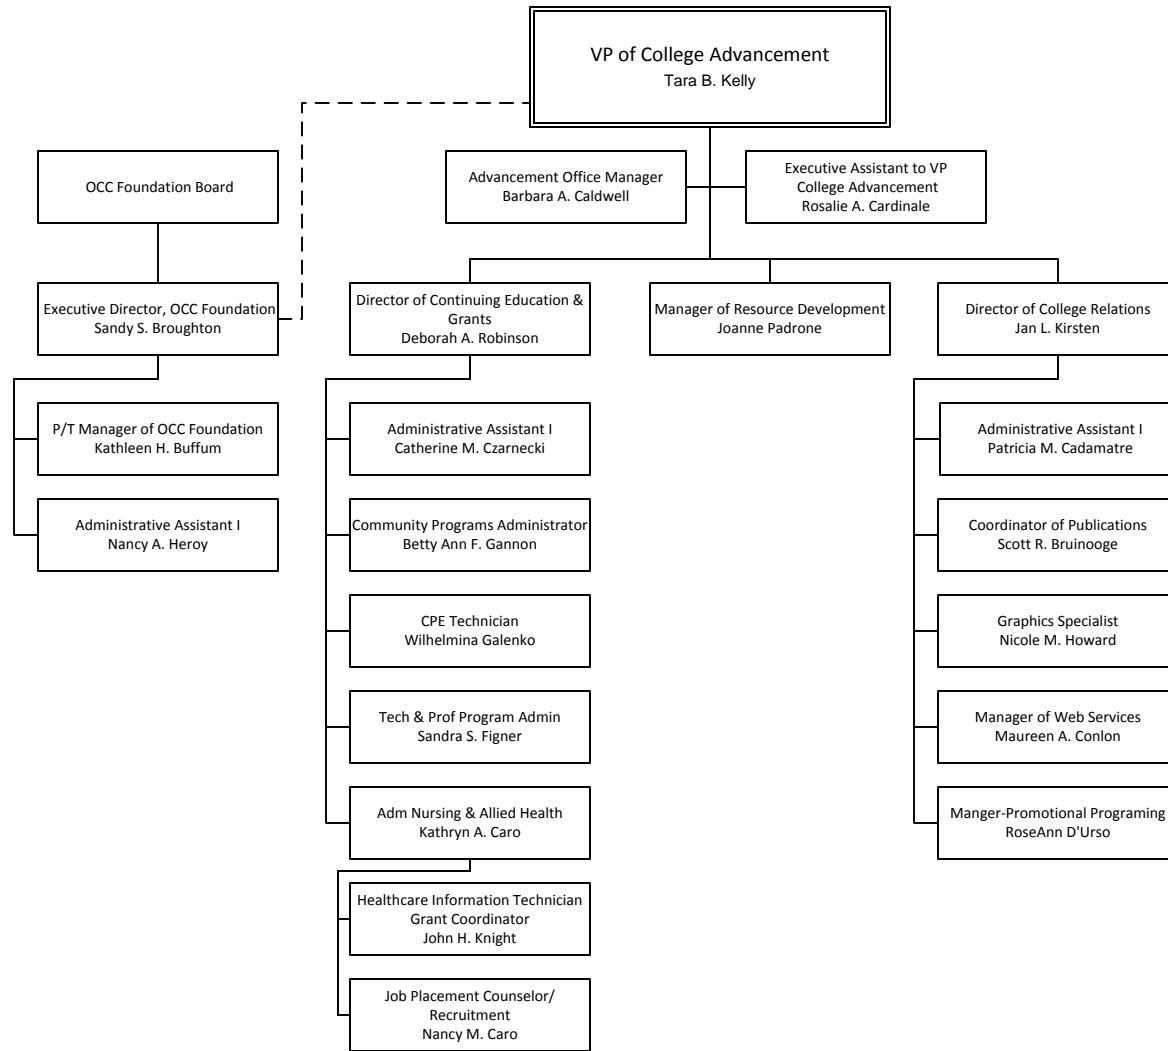 VP of College Advancement
Tara B. Kelly
OCC Foundation Board
Advancement Office Manager
Barbara A. Caldwell
Executive Assistant to VP
College Advancement
Rosalie A. Cardinale
Executive Director, OCC Foundation
Sandy S. Broughton
Director of Continuing Education &
Grants
Deborah A. Robinson
Manager of Resource Development
Joanne Padrone
Director of College Relations
Jan L. Kirsten
P/T Manager of OCC Foundation
Kathleen H. Buffum
Administrative Assistant I
Nancy A. Heroy
Administrative Assistant I
Catherine M. Czarnecki
Community Programs Administrator
Betty Ann F. Gannon
CPE Technician
Wilhelmina Galenko
Tech & Prof Program Admin
Sandra S. Figner
Adm Nursing & Allied Health
Kathryn A. Caro
Healthcare Information Technician
Grant Coordinator
John H. Knight
Job Placement Counselor/
Recruitment
Nancy M. Caro
Administrative Assistant I
Patricia M. Cadamatre
Coordinator of Publications
Scott R. Bruinooge
Graphics Specialist
Nicole M. Howard
Manager of Web Services
Maureen A. Conlon
Manger-Promotional Programing
RoseAnn D'Urso